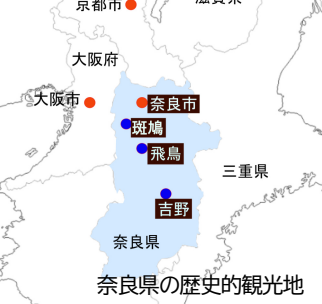 京都市
滋賀県
大阪府
大阪市
奈良市
斑鳩
飛鳥
三重県
吉野
奈良県
奈良県の歴史的観光地